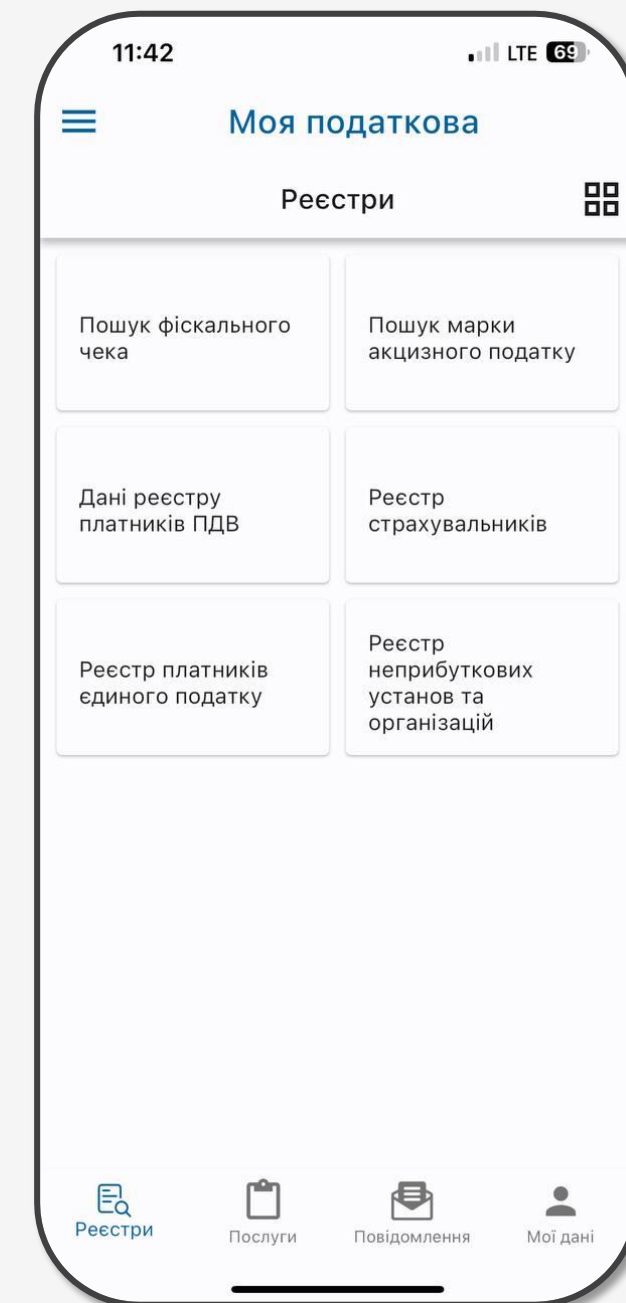 11:42
LTE 69
Моя податкова
Реєстри
Пошук фіскального
чека
Пошук марки
акцизного податку
Дані реєстру
платників ПДВ
Реєстр
страхувальників
Реєстр платників
єдиного податку
Реєстр
неприбуткових
установ та
організацій
Реєстри
Послуги
Повідомлення
Мої дані